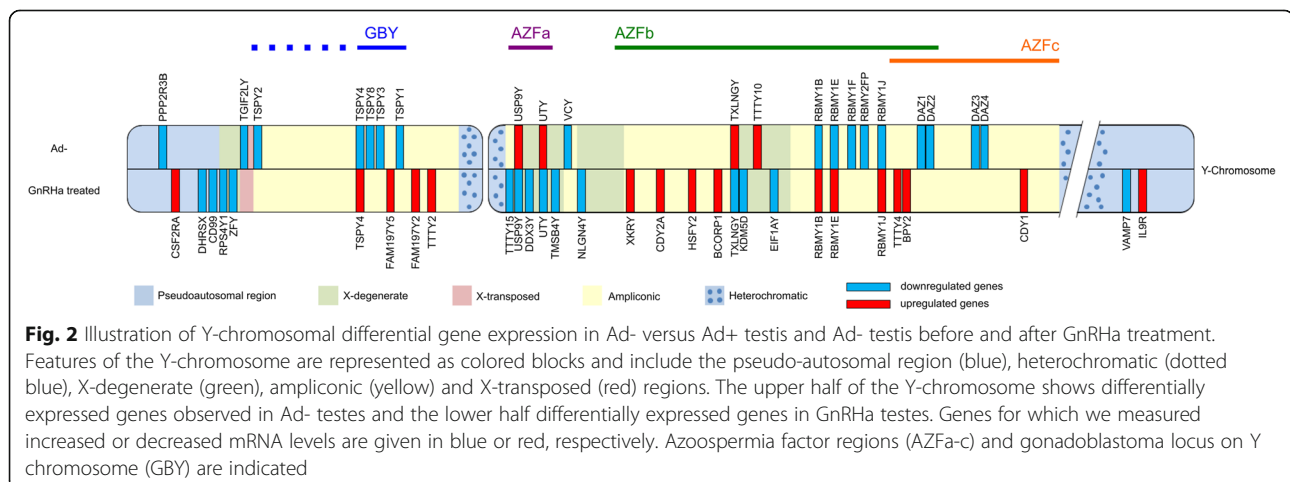 GBY
AZFa
AZFb
AZFc
PPP2R3B
TGIF2LY
TSPY2
TSPY4
TSPY8
TSPY3
TSPY1
USP9Y
UTY
VCY
TXLNGY
TTTY10
RBMY1B
RBMY1E
RBMY1F
RBMY2FP
RBMY1J
DAZ1
DAZ2
DAZ3
DAZ4
Ad-
Y-Chromosome
GnRHa treated
CSF2RA
DHRSX
CD99
RPS4Y1
ZFY
TSPY4
FAM197Y5
FAM197Y2
TTTY2
TTTY15
USP9Y
DDX3Y
UTY
TMSB4Y
NLGN4Y
XKRY
CDY2A
HSFY2
BCORP1
TXLNGY
KDM5D
EIF1AY
RBMY1B
RBMY1E
RBMY1J
TTTY4
BPY2
CDY1
VAMP7
IL9R
Pseudoautosomal region
X-degenerate
X-transposed
Ampliconic
Heterochromatic
downregulated genes
upregulated genes
Fig. 2 Illustration of Y-chromosomal differential gene expression in Ad- versus Ad+ testis and Ad- testis before and after GnRHa treatment.
Features of the Y-chromosome are represented as colored blocks and include the pseudo-autosomal region (blue), heterochromatic (dotted
blue), X-degenerate (green), ampliconic (yellow) and X-transposed (red) regions. The upper half of the Y-chromosome shows differentially
expressed genes observed in Ad- testes and the lower half differentially expressed genes in GnRHa testes. Genes for which we measured
increased or decreased mRNA levels are given in blue or red, respectively. Azoospermia factor regions (AZFa-c) and gonadoblastoma locus on Y
chromosome (GBY) are indicated